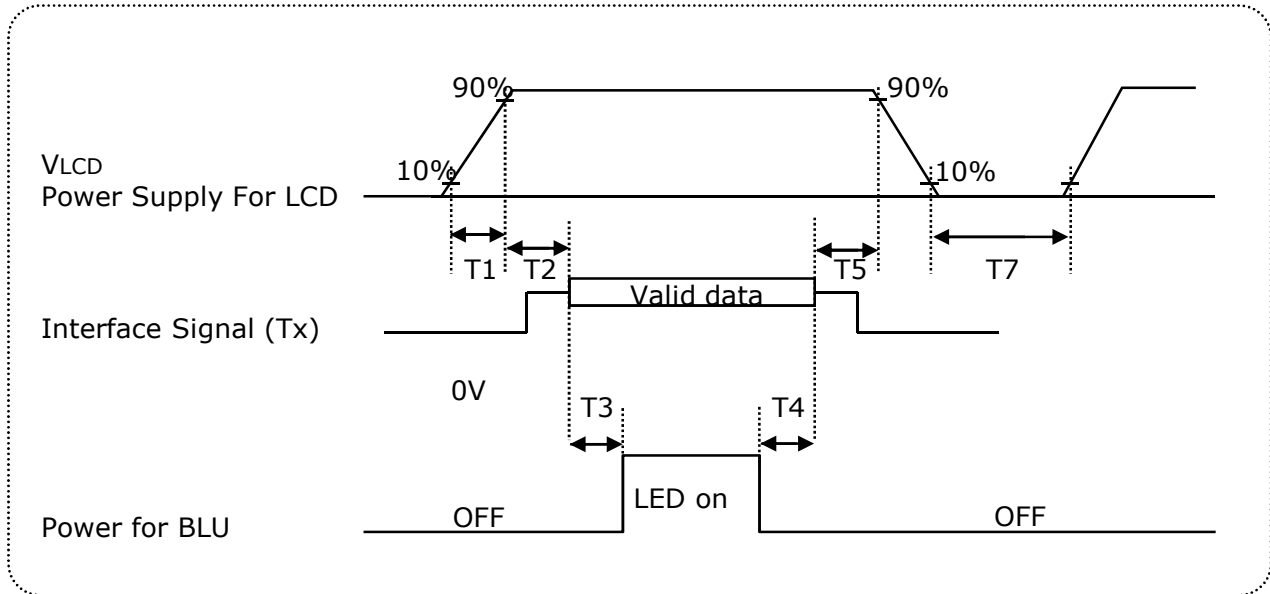 90% 90%
VLCD 10% 10%
Power Supply For LCD
T1 T2 T5 T7
Valid data
Interface Signal (Tx)
0V
T3 T4
LED on
OFF OFF
Power for BLU